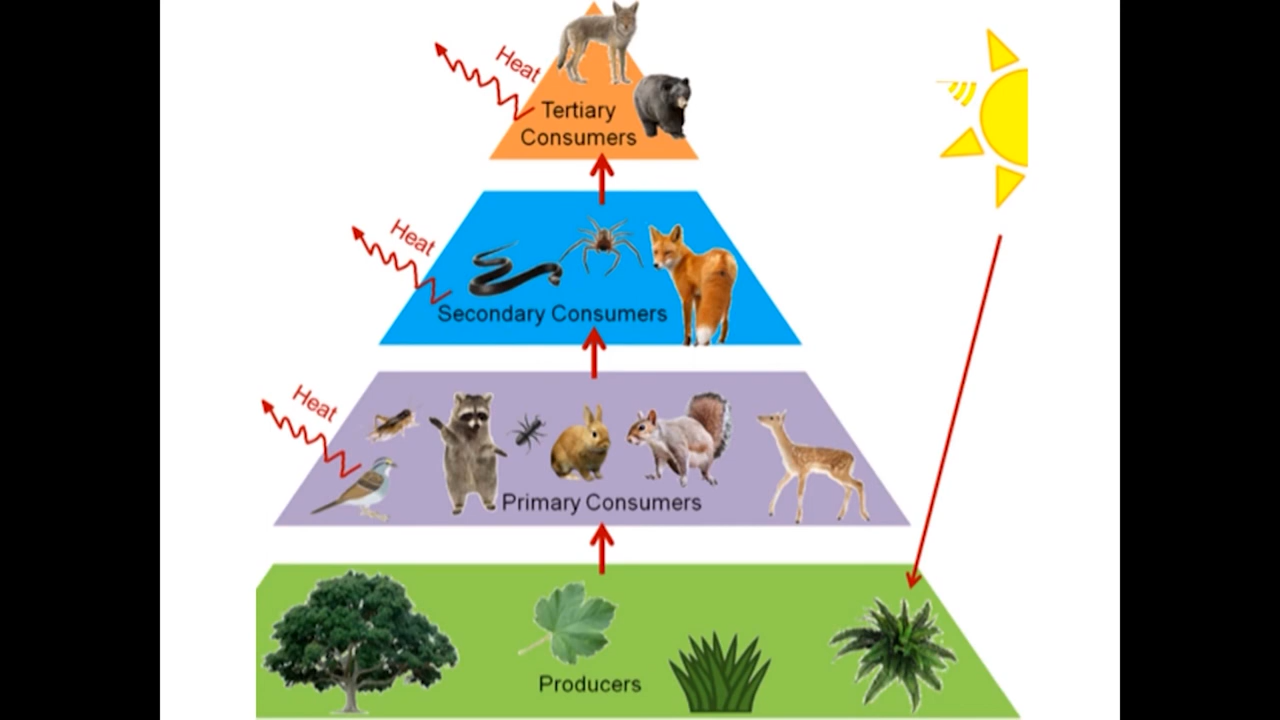 Heat
Tertiary
Consumers
Heat
Secondary Consumers
Heat
Primary Consumers
Producers